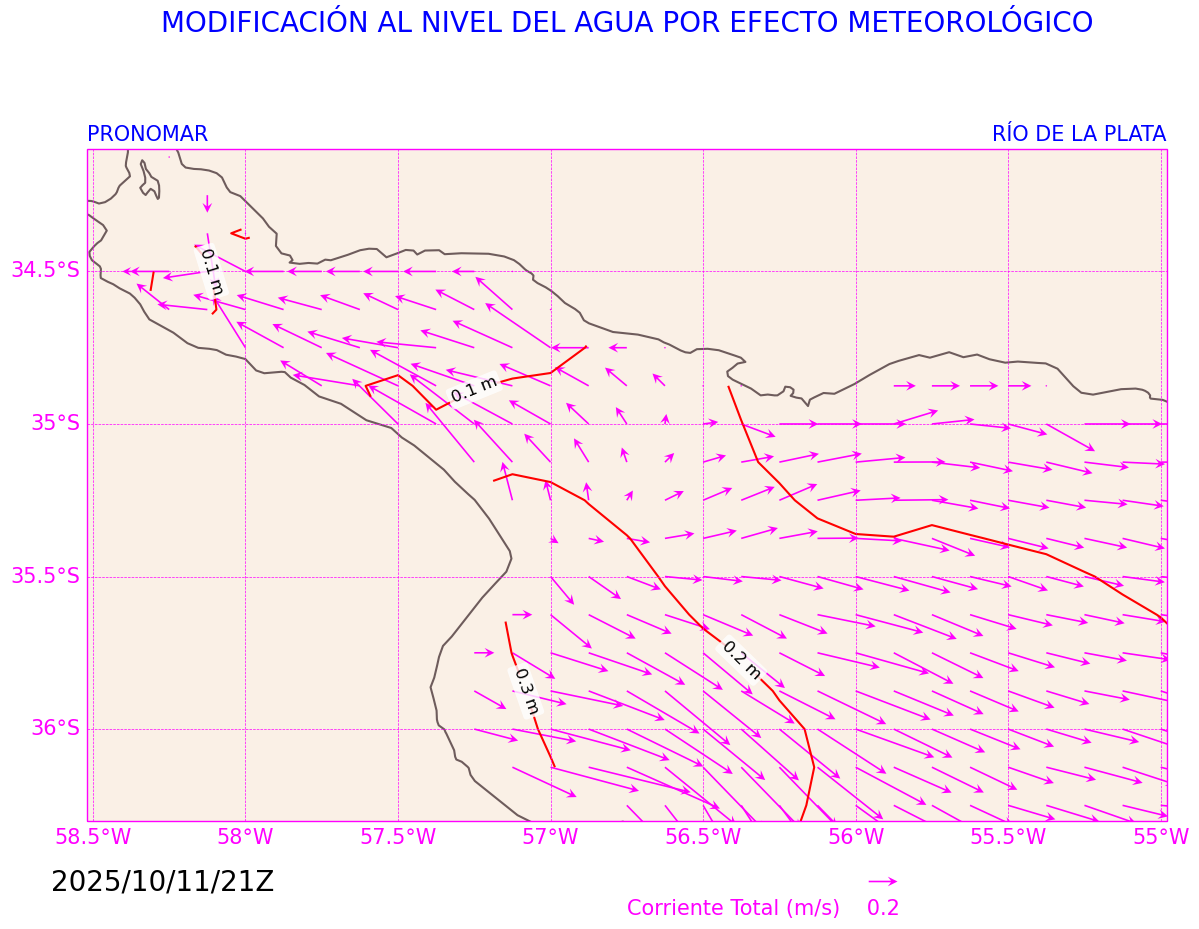 MODIFICACIÓN AL NIVEL DEL AGUA POR EFECTO METEOROLÓGICO
PRONOMAR
RÍO DE LA PLATA
0.1 m
34.5°S
0.1 m
35°S
35.5°S
0.2 m
0.3 m
36°S
58.5°W
58°W
57.5°W
57°W
56.5°W
56°W
55.5°W
55°W
2025/10/11/21Z
Corriente Total (m/s)
0.2